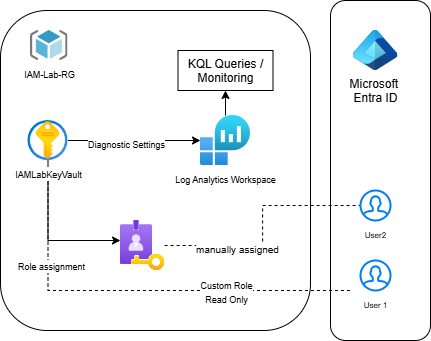 IAM-Lab-RG
KQL Queries /
Monitoring
Microsoft
Entra ID
Diagnostic Settings
IAMLabKeyVault
Log Analytics Workspace
User2
manually assigned
Role assignment
Custom Role
Read Only
User 1